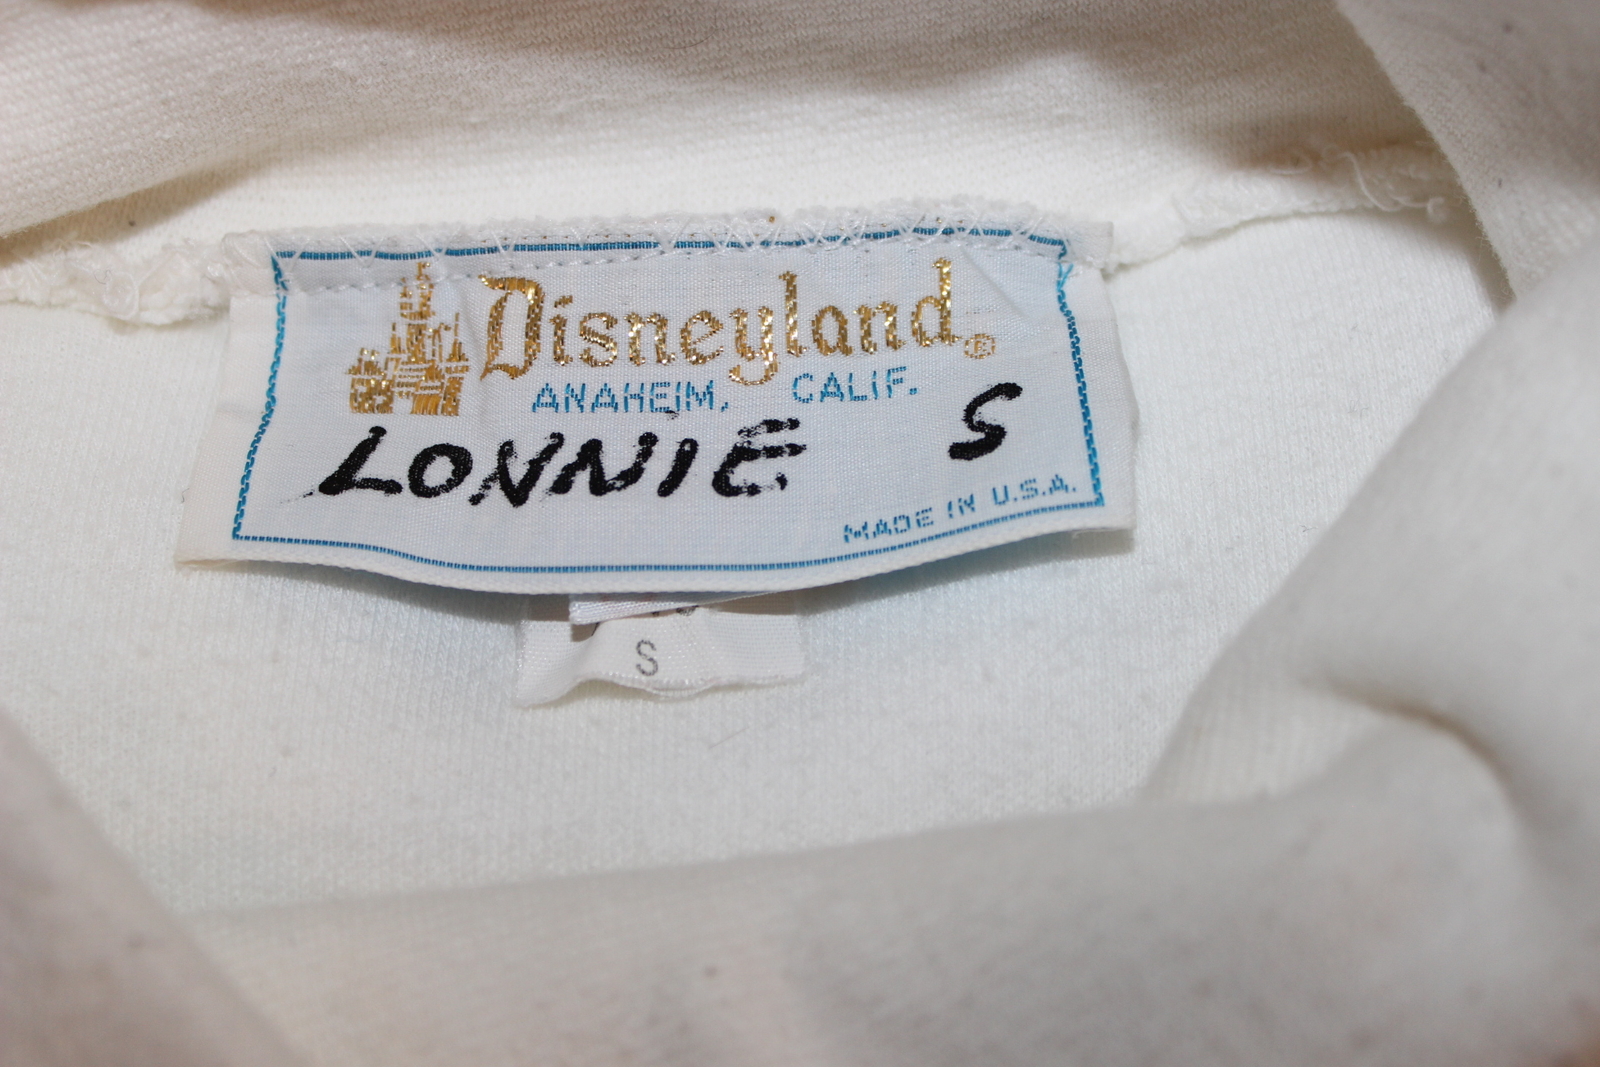 Disneyland®
ANAHEIM, CALIF.
LONNIE S
MADE IN U.S.A.
S